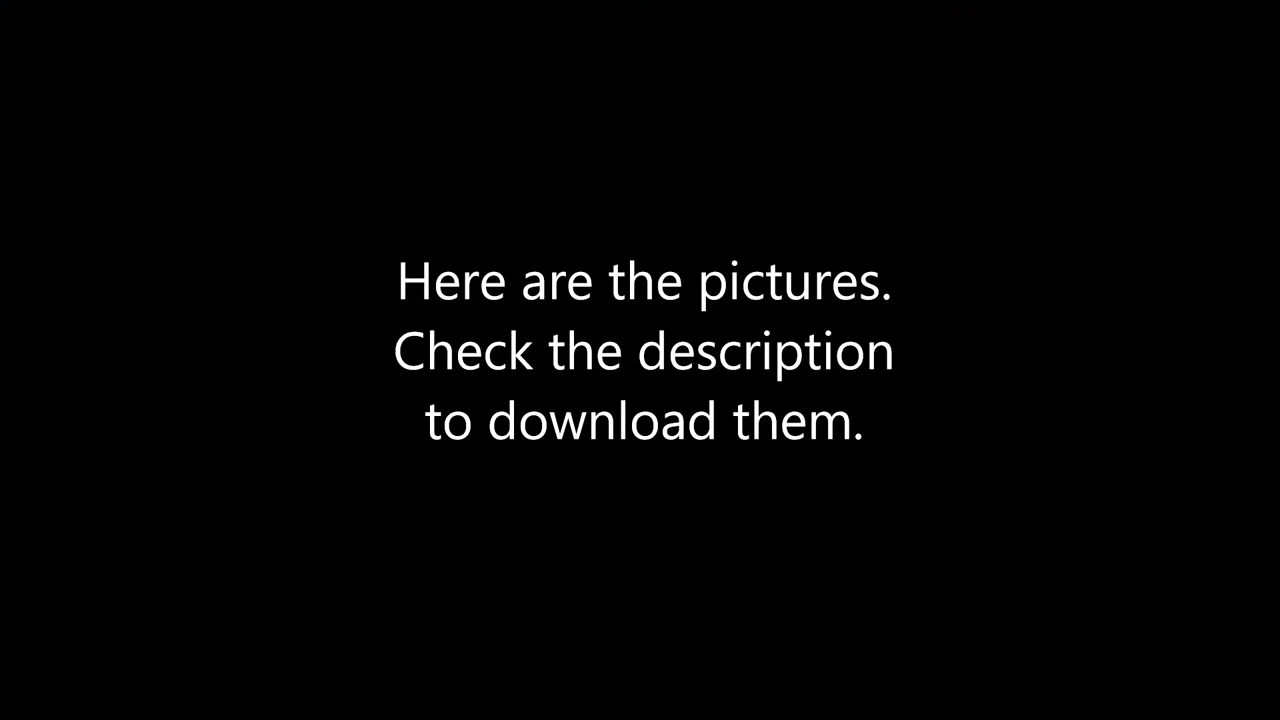 Here are the pictures.
Check the description
to download them.